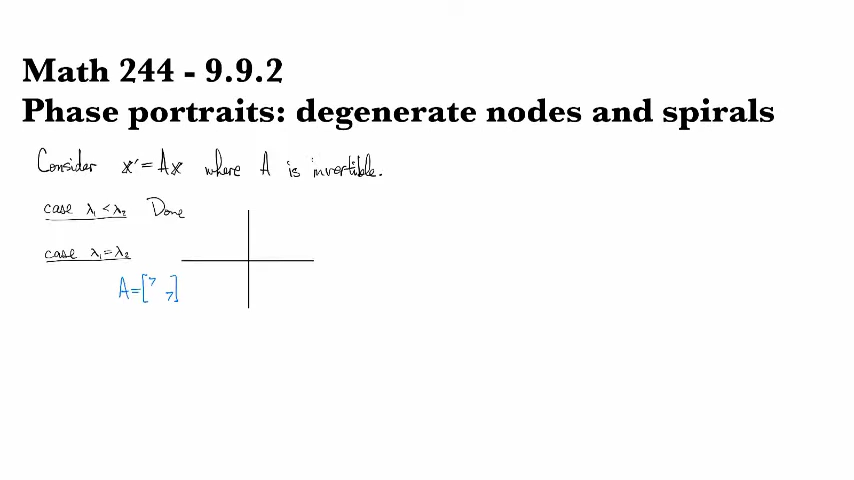 Math 244 - 9.9.2
Phase portraits: degenerate nodes and spirals
Consider x' = Ax where A is invertible.
case λ₁ < λ₂ Done
case λ₁ = λ₂
A = [7 7]